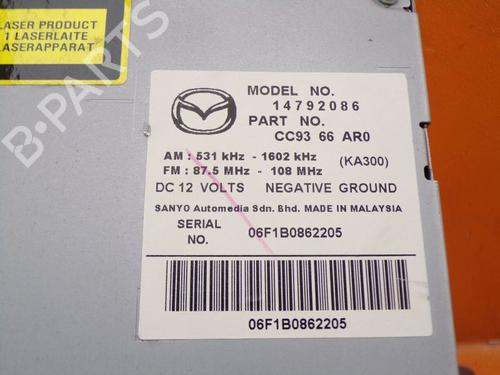 LASER PRODUCT
1 LASERLAITE
LASERAPPARAT
B-PARTS
MODEL NO.
14792086
PART NO.
CC93 66 AR0
AM : 531 kHz - 1602 kHz
(KA300)
FM : 87.5 MHz - 108 MHz
DC 12 VOLTS NEGATIVE GROUND
SANYO Automedia Sdn. Bhd. MADE IN MALAYSIA
SERIAL NO. 06F1B0862205
06F1B0862205